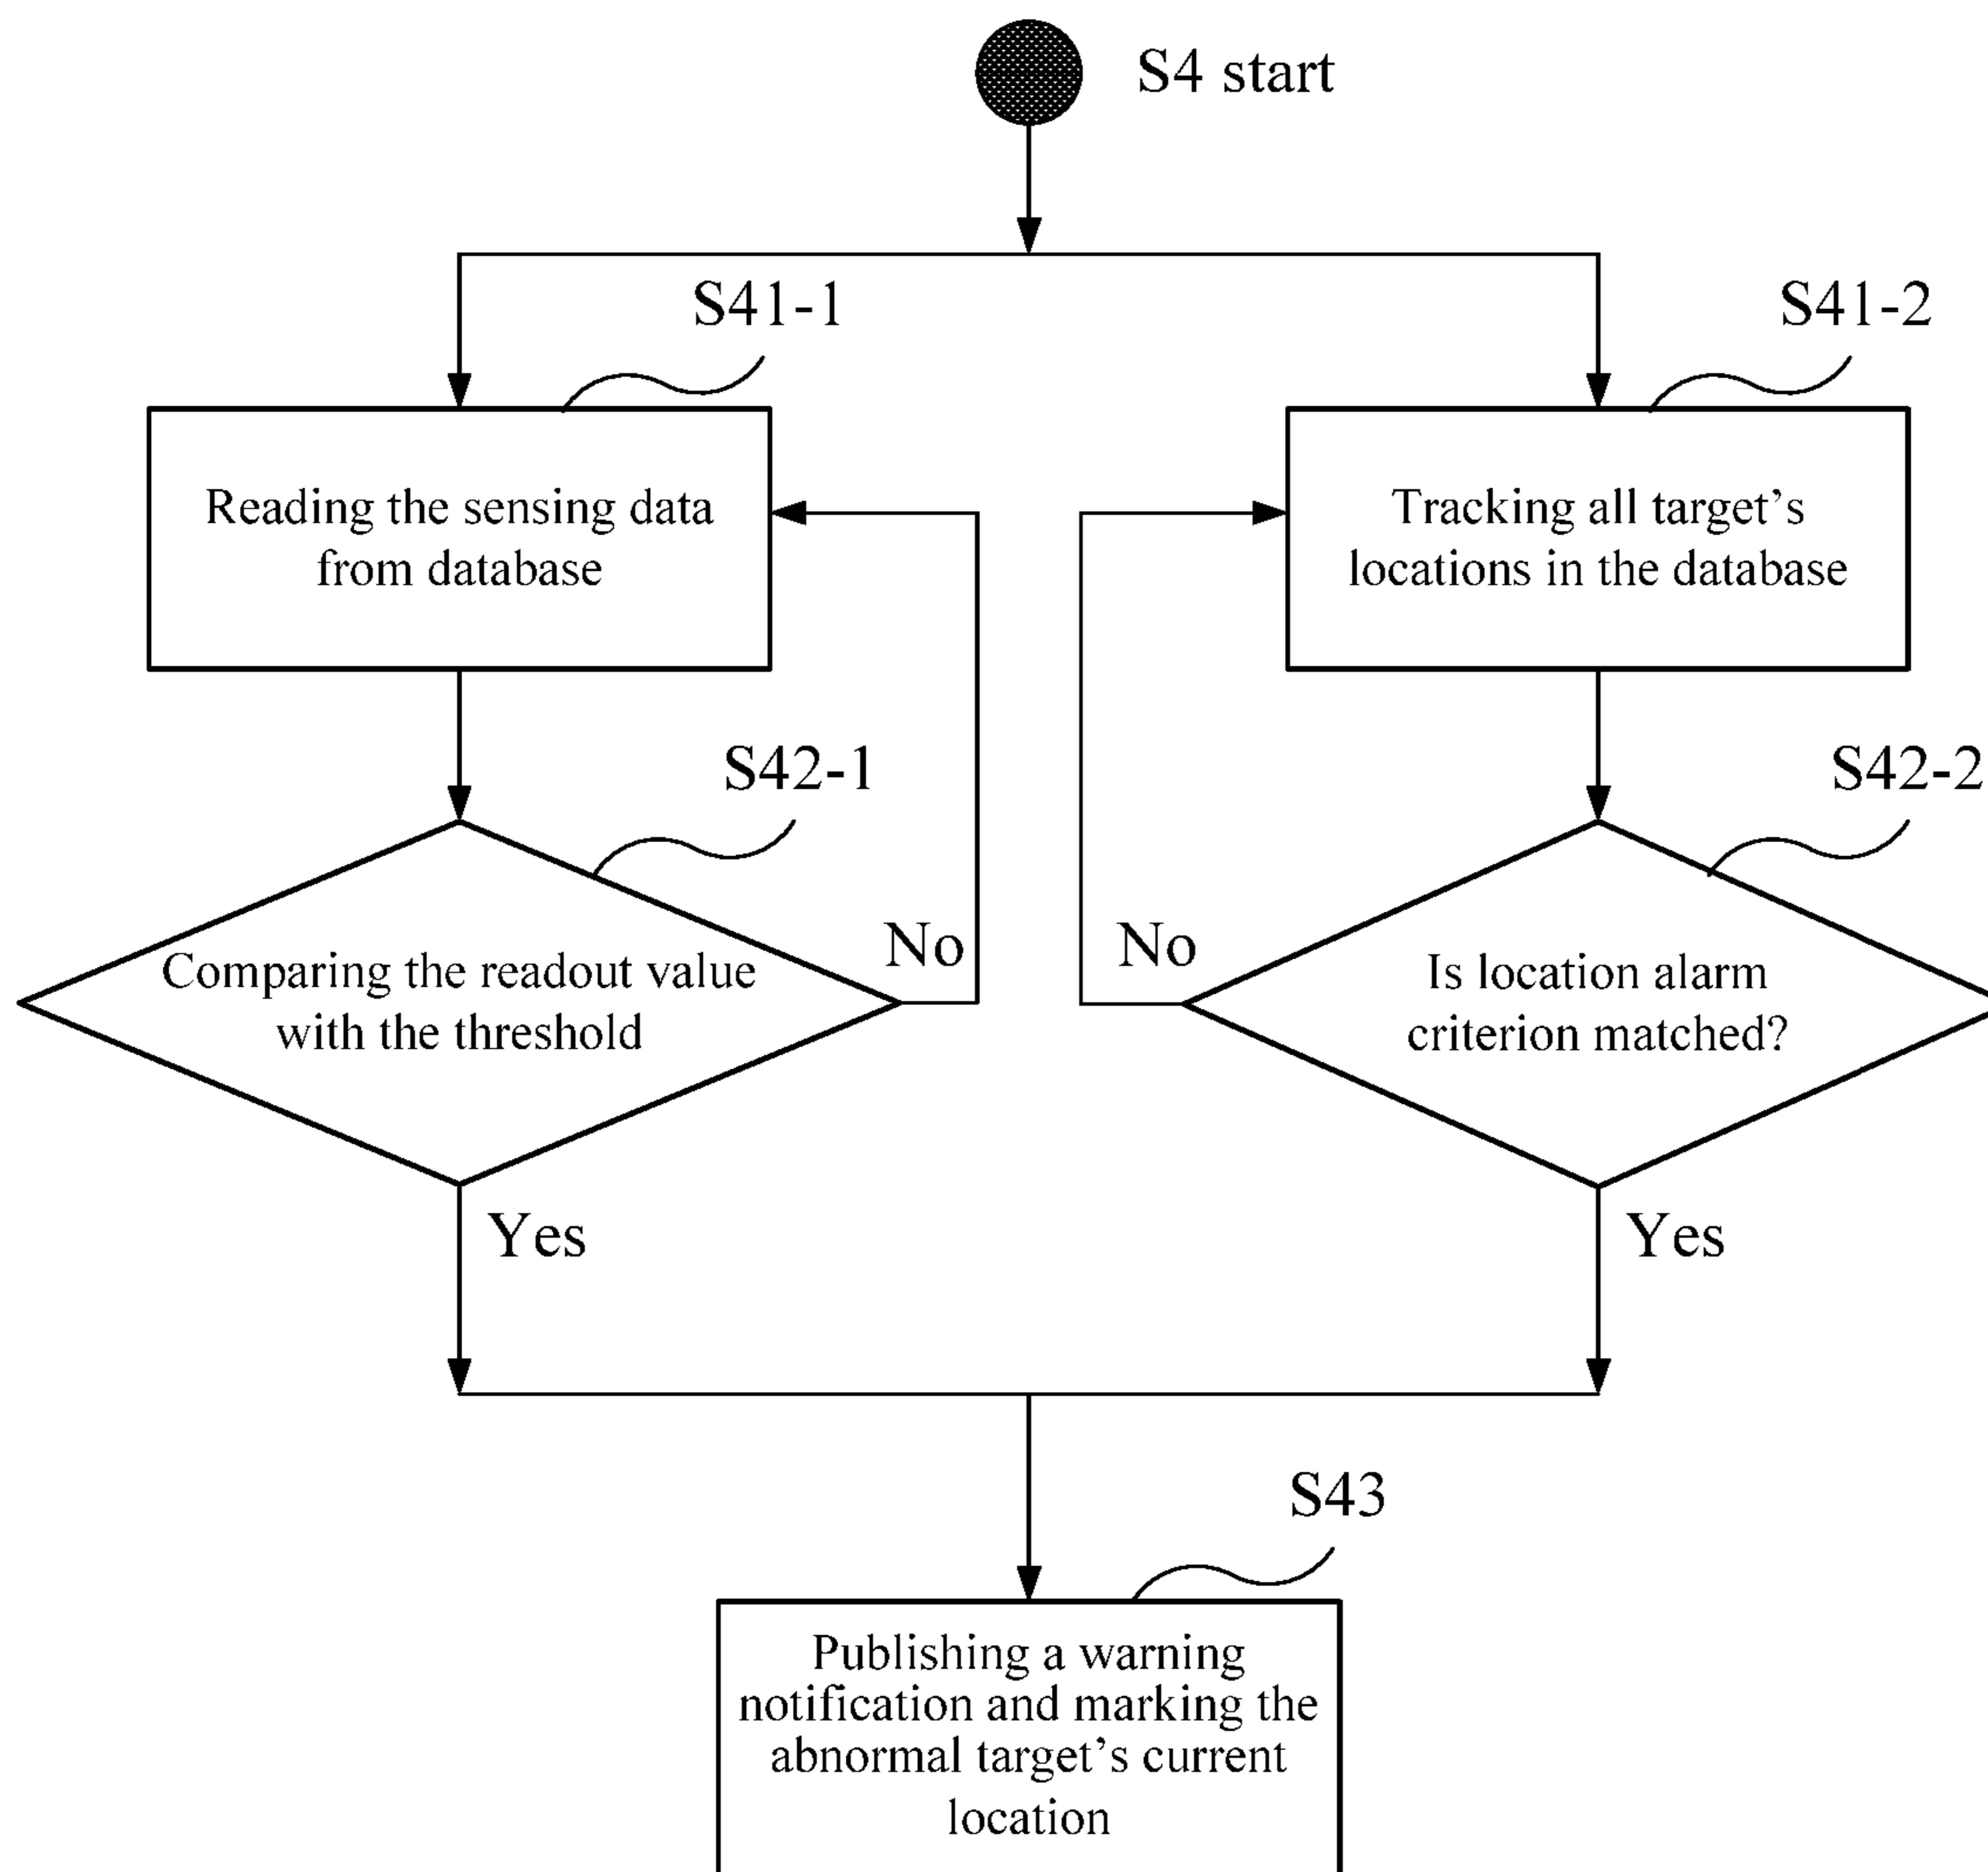 S4 start
S41-1
S41-2
Reading the sensing data
from database
Tracking all target’s
locations in the database
S42-1
S42-2
No
No
Comparing the readout value
with the threshold
Is location alarm
criterion matched?
Yes
Yes
S43
Publishing a warning
notification and marking the
abnormal target’s current
location